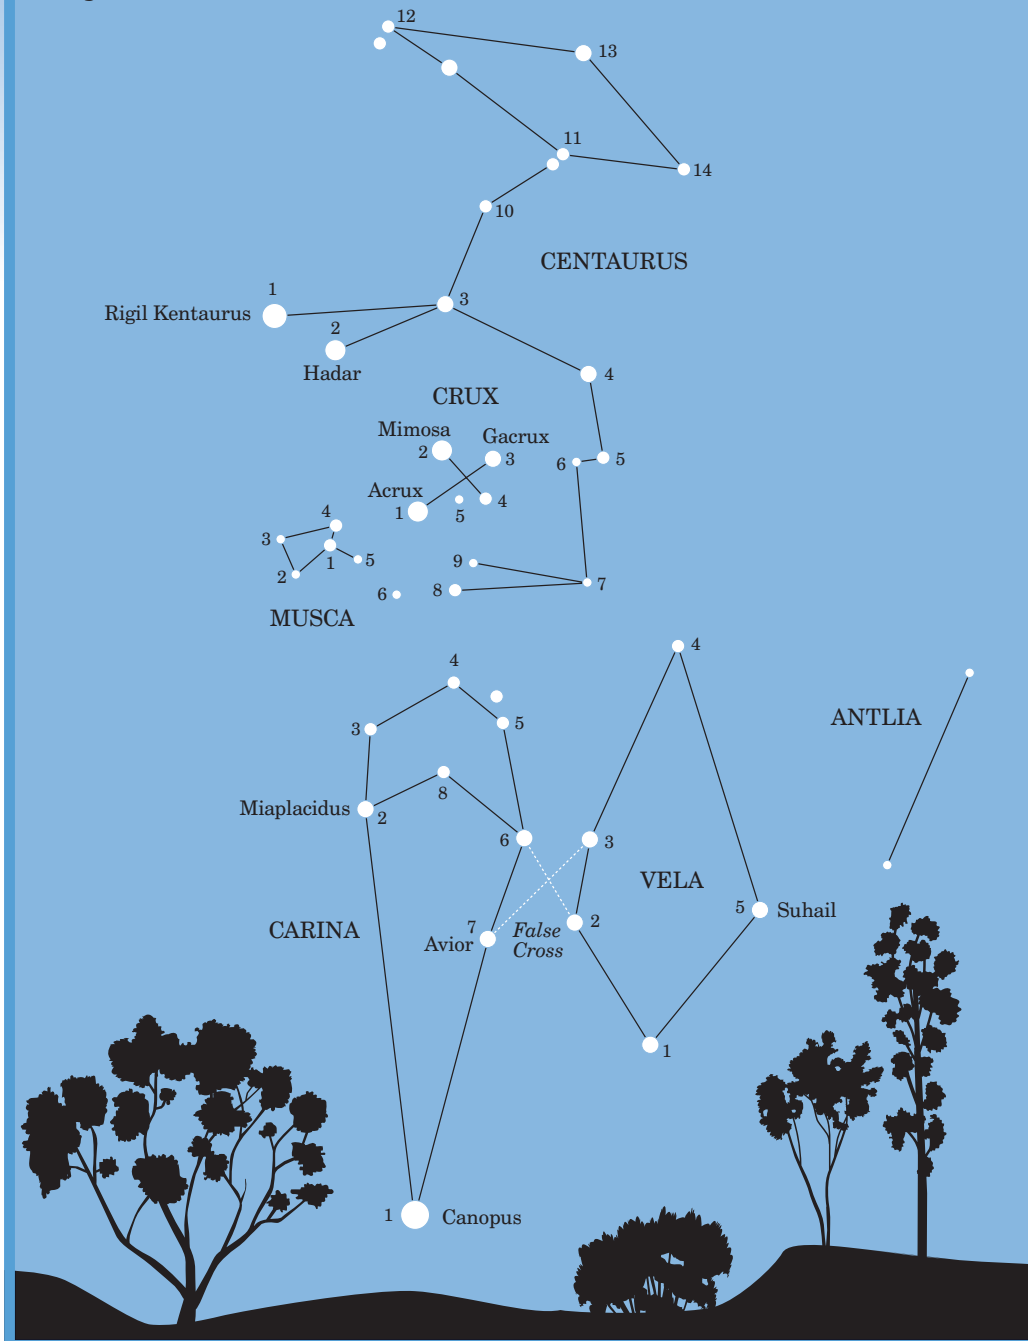 12
13
11
14
10
CENTAURUS
1
3
Rigil Kentaurus
2
Hadar
4
CRUX
Mimosa
Gacrux
2
3
6
5
Acrux
1
5
4
4
3
1
5
2
9
7
6
8
MUSCA
4
4
ANTLIA
3
5
8
Miaplacidus
2
6
3
VELA
5
Suhail
CARINA
7
False
2
Avior
Cross
1
1
Canopus